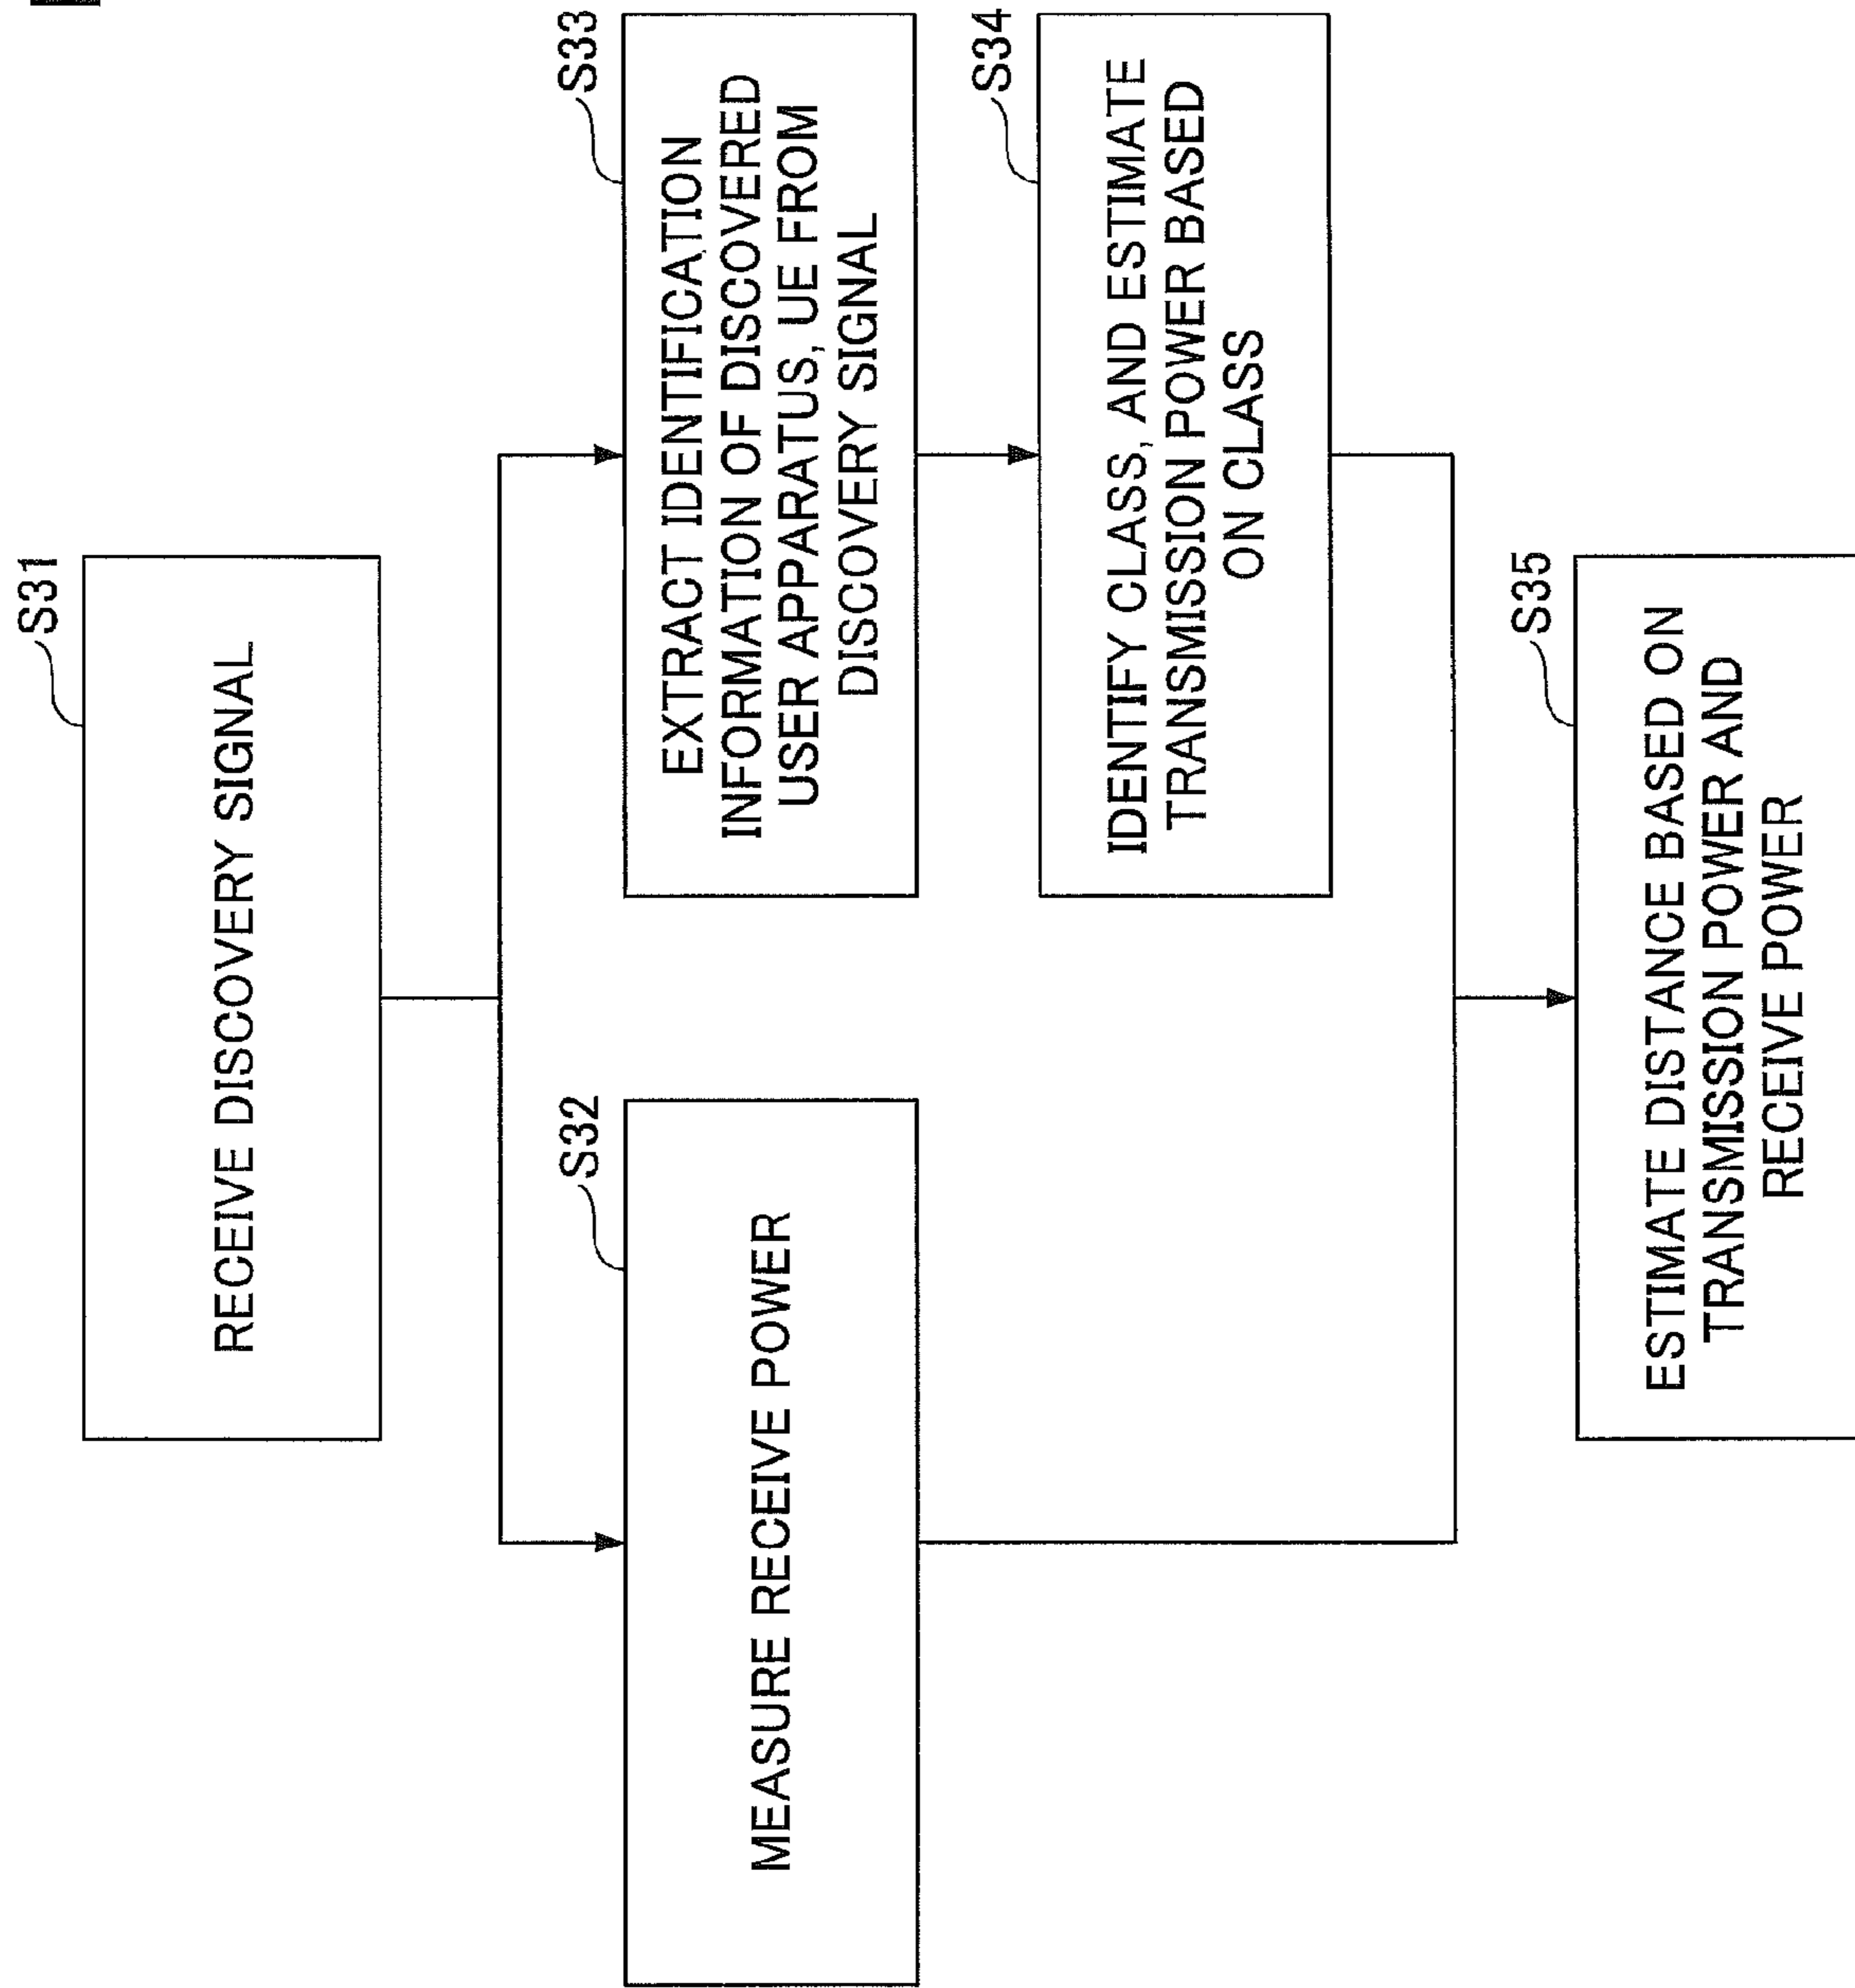 S31
RECEIVE DISCOVERY SIGNAL
S32
MEASURE RECEIVE POWER
S33
EXTRACT IDENTIFICATION
INFORMATION OF DISCOVERED
USER APPARATUS, UE FROM
DISCOVERY SIGNAL
S34
IDENTIFY CLASS, AND ESTIMATE
TRANSMISSION POWER BASED
ON CLASS
S35
ESTIMATE DISTANCE BASED ON
TRANSMISSION POWER AND
RECEIVE POWER